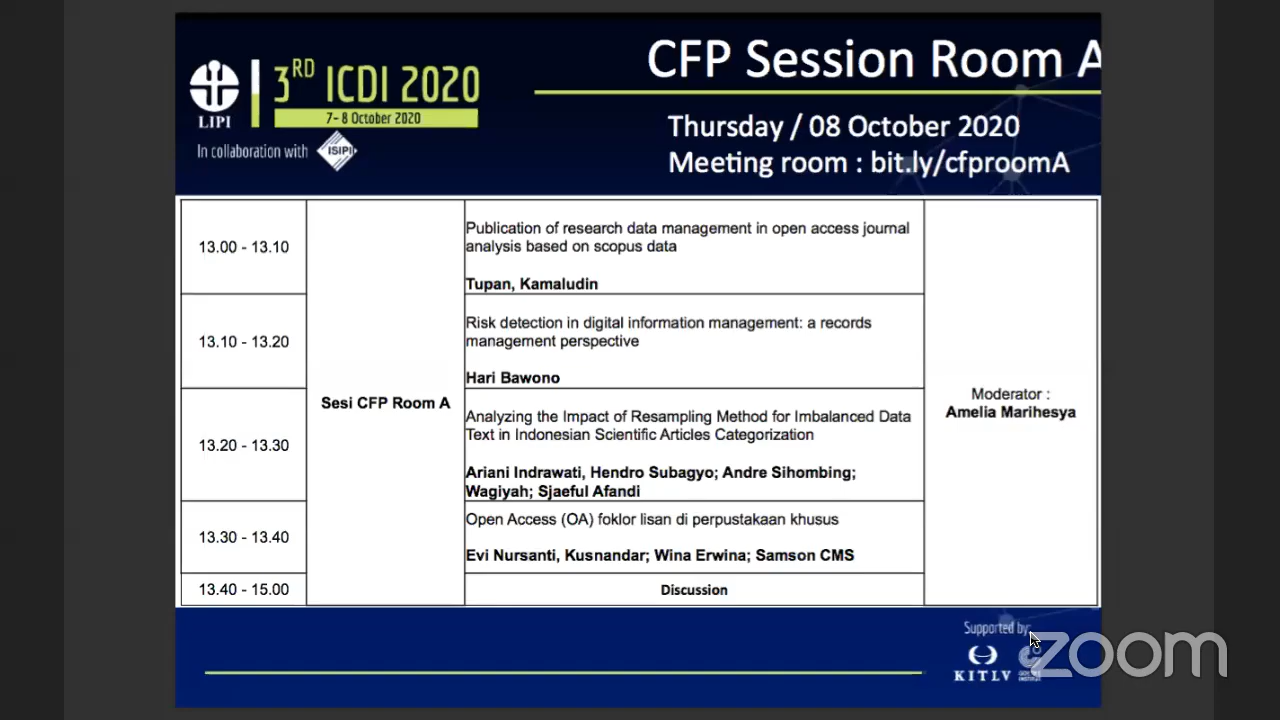 CFP Session Room A
3RD ICDI 2020
7- 8 October 2020
LIPI
In collaboration with ISIPI
Thursday / 08 October 2020
Meeting room : bit.ly/cfproomA
13.00 - 13.10
Publication of research data management in open access journal
analysis based on scopus data
Tupan, Kamaludin
13.10 - 13.20
Risk detection in digital information management: a records
management perspective
Hari Bawono
Sesi CFP Room A
Moderator :
Amelia Marihesya
13.20 - 13.30
Analyzing the Impact of Resampling Method for Imbalanced Data
Text in Indonesian Scientific Articles Categorization
Ariani Indrawati, Hendro Subagyo; Andre Sihombing;
Wagiyah; Sjaeful Afandi
13.30 - 13.40
Open Access (OA) foklor lisan di perpustakaan khusus
Evi Nursanti, Kusnandar; Wina Erwina; Samson CMS
13.40 - 15.00
Discussion
Supported by:
KITLV
zoom